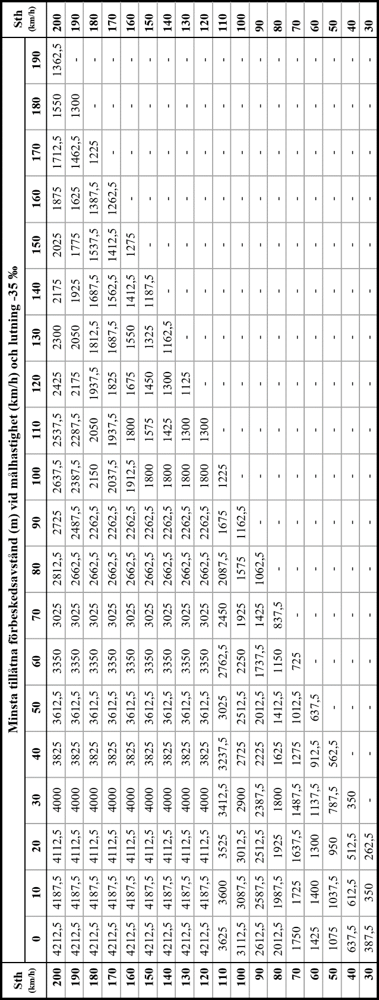 Minsta tillåtna förbeskedsavstånd (m) vid målhastighet (km/h) och lutning -35 ‰
Sth (km/h) 0 10 20 30 40 50 60 70 80 90 100 110 120 130 140 150 160 170 180 190 Sth (km/h)
200 4212,5 4187,5 4112,5 4000 3825 3612,5 3350 3025 2812,5 2725 2637,5 2537,5 2425 2300 2175 2025 1875 1712,5 1550 1362,5 200
190 4212,5 4187,5 4112,5 4000 3825 3612,5 3350 3025 2662,5 2487,5 2387,5 2287,5 2175 2050 1925 1775 1625 1462,5 1300 - 190
180 4212,5 4187,5 4112,5 4000 3825 3612,5 3350 3025 2662,5 2262,5 2150 2050 1937,5 1812,5 1687,5 1537,5 1387,5 1225 - - 180
170 4212,5 4187,5 4112,5 4000 3825 3612,5 3350 3025 2662,5 2262,5 2037,5 1937,5 1825 1687,5 1562,5 1412,5 1262,5 - - - 170
160 4212,5 4187,5 4112,5 4000 3825 3612,5 3350 3025 2662,5 2262,5 1912,5 1800 1675 1550 1412,5 1275 - - - - 160
150 4212,5 4187,5 4112,5 4000 3825 3612,5 3350 3025 2662,5 2262,5 1800 1575 1450 1325 1187,5 - - - - - 150
140 4212,5 4187,5 4112,5 4000 3825 3612,5 3350 3025 2662,5 2262,5 1800 1425 1300 1162,5 - - - - - - 140
130 4212,5 4187,5 4112,5 4000 3825 3612,5 3350 3025 2662,5 2262,5 1800 1300 1125 - - - - - - - 130
120 4212,5 4187,5 4112,5 4000 3825 3612,5 3350 3025 2662,5 2262,5 1800 1300 - - - - - - - - 120
110 3625 3600 3525 3412,5 3237,5 3025 2762,5 2450 2087,5 1675 1225 - - - - - - - - - 110
100 3112,5 3087,5 3012,5 2900 2725 2512,5 2250 1925 1575 1162,5 - - - - - - - - - - 100
90 2612,5 2587,5 2512,5 2387,5 2225 2012,5 1737,5 1425 1062,5 - - - - - - - - - - - 90
80 2012,5 1987,5 1925 1800 1625 1412,5 1150 837,5 - - - - - - - - - - - - 80
70 1750 1725 1637,5 1487,5 1275 1012,5 725 - - - - - - - - - - - - - 70
60 1425 1400 1300 1137,5 912,5 637,5 - - - - - - - - - - - - - - 60
50 1075 1037,5 950 787,5 562,5 - - - - - - - - - - - - - - - 50
40 637,5 612,5 512,5 350 - - - - - - - - - - - - - - - - 40
30 387,5 350 262,5 - - - - - - - - - - - - - - - - - 30